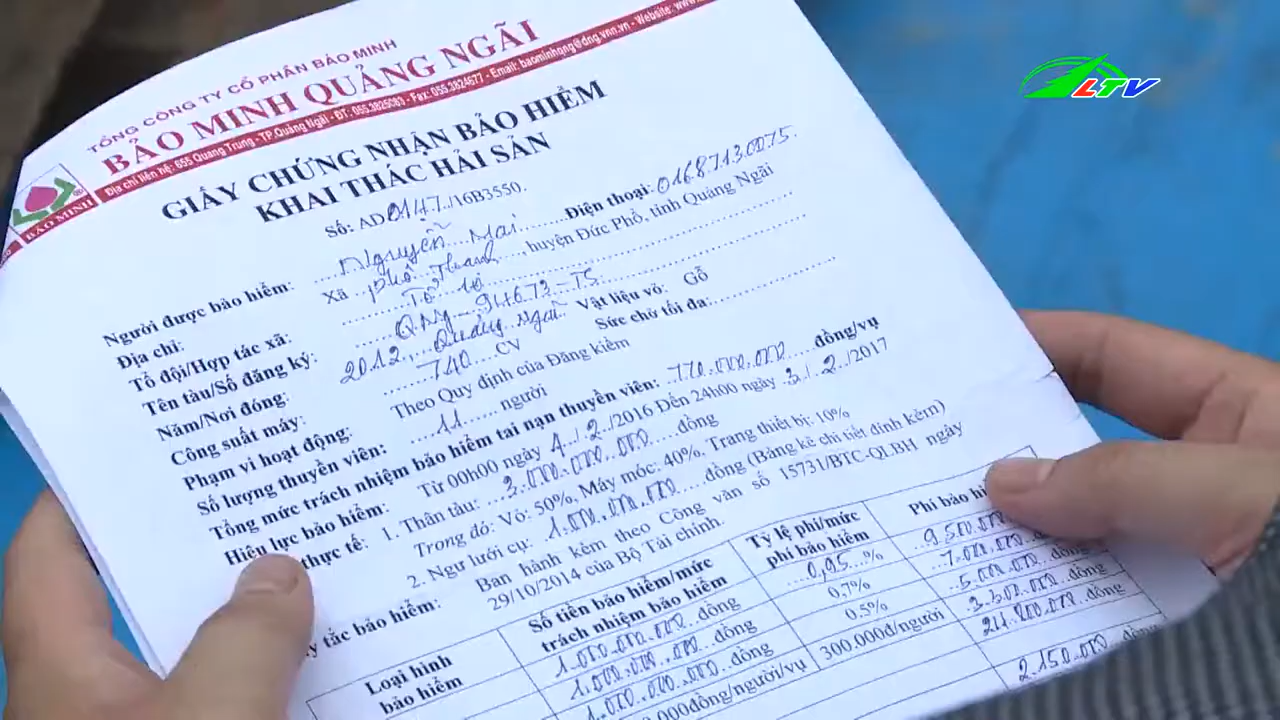 LTV
TỔNG CÔNG TY CỔ PHẦN BẢO MINH
BẢO MINH QUẢNG NGÃI
Địa chỉ liên hệ: 655 Quang Trung - TP.Quảng Ngãi - ĐT: 055.3825083 - Fax: 055.3824677 - Email: baominhqng@dng.vnn.vn - Website: www.
BẢO MINH
GIẤY CHỨNG NHẬN BẢO HIỂM
KHAI THÁC HẢI SẢN
Số: AD 0147 /16B3550.
Người được bảo hiểm: Nguyễn Mại Điện thoại: 0168.713.0075.
Địa chỉ: Xã Phổ Thạnh, huyện Đức Phổ, tỉnh Quảng Ngãi
Tổ đội/Hợp tác xã: Tổ 10
Tên tàu/Số đăng ký: QNg 94673-TS
Năm/Nơi đóng: 2012, Quảng Ngãi Vật liệu vỏ: Gỗ
Công suất máy: 740 CV Sức chở tối đa:
Phạm vi hoạt động: Theo Quy định của Đăng kiểm
Số lượng thuyền viên: 11 người
Tổng mức trách nhiệm bảo hiểm tai nạn thuyền viên: 770.000.000 đồng/vụ
Hiệu lực bảo hiểm: Từ 00h00 ngày 4/2/2016 Đến 24h00 ngày 3/2/2017
thực tế: 1. Thân tàu: 2.000.000.000 đồng
Trong đó: Vỏ: 50%, Máy móc: 40%, Trang thiết bị: 10%
2. Ngư lưới cụ: 1.000.000.000 đồng (Bảng kê chi tiết đính kèm)
tắc bảo hiểm: Ban hành kèm theo Công văn số 15731/BTC-QLBH ngày
29/10/2014 của Bộ Tài chính.
Loại hình bảo hiểm
Số tiền bảo hiểm/mức trách nhiệm bảo hiểm
Tỷ lệ phí/mức phí bảo hiểm
Phí bảo hi
1.000.000.000 đồng 0,95 % 9.500.000
1.000.000.000 đồng 0,7% 7.000.000 đồng
1.000.000.000 đồng 0.5% 5.000.000 đồng
000đồng/người/vụ 300.000đ/người 3.300.000 đồng
đồng
2.150.000 đồng